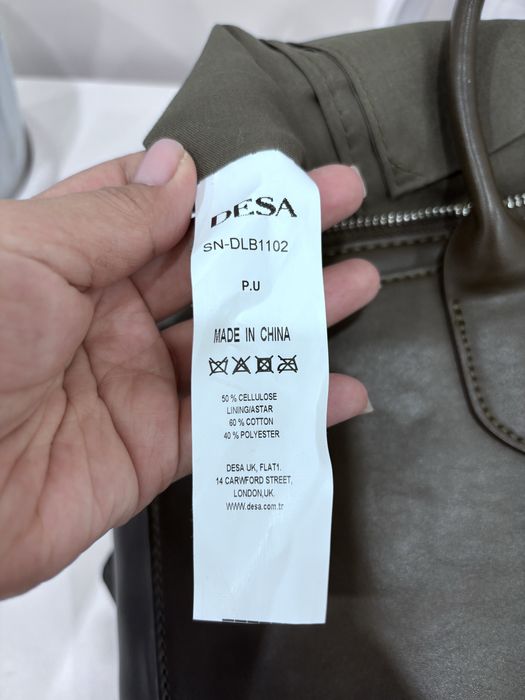 DESA
SN-DLB1102
P.U
MADE IN CHINA
50 % CELLULOSE
LINING/ASTAR
60 % COTTON
40 % POLYESTER
DESA UK, FLAT1.
14 CARWFORD STREET,
LONDON,UK.
WWW.desa.com.tr